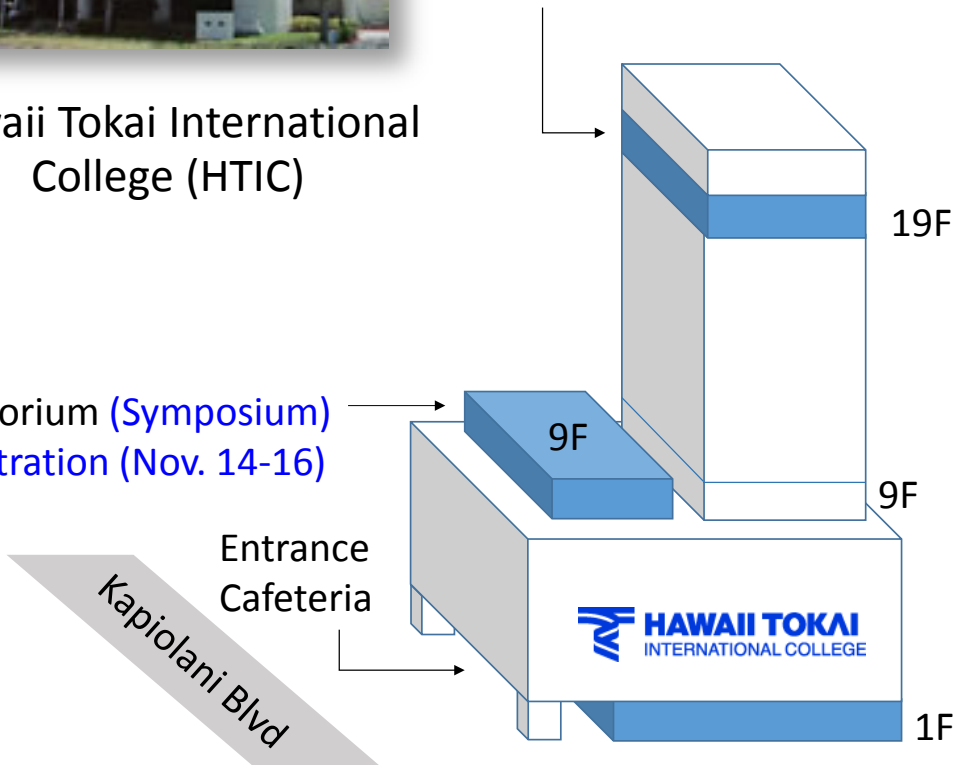 aii Tokai International
College (HTIC)
19F
orium (Symposium)
tration (Nov. 14-16)
9F
9F
Entrance
Cafeteria
Kapiolani Blvd
HAWAII TOKAI
INTERNATIONAL COLLEGE
1F